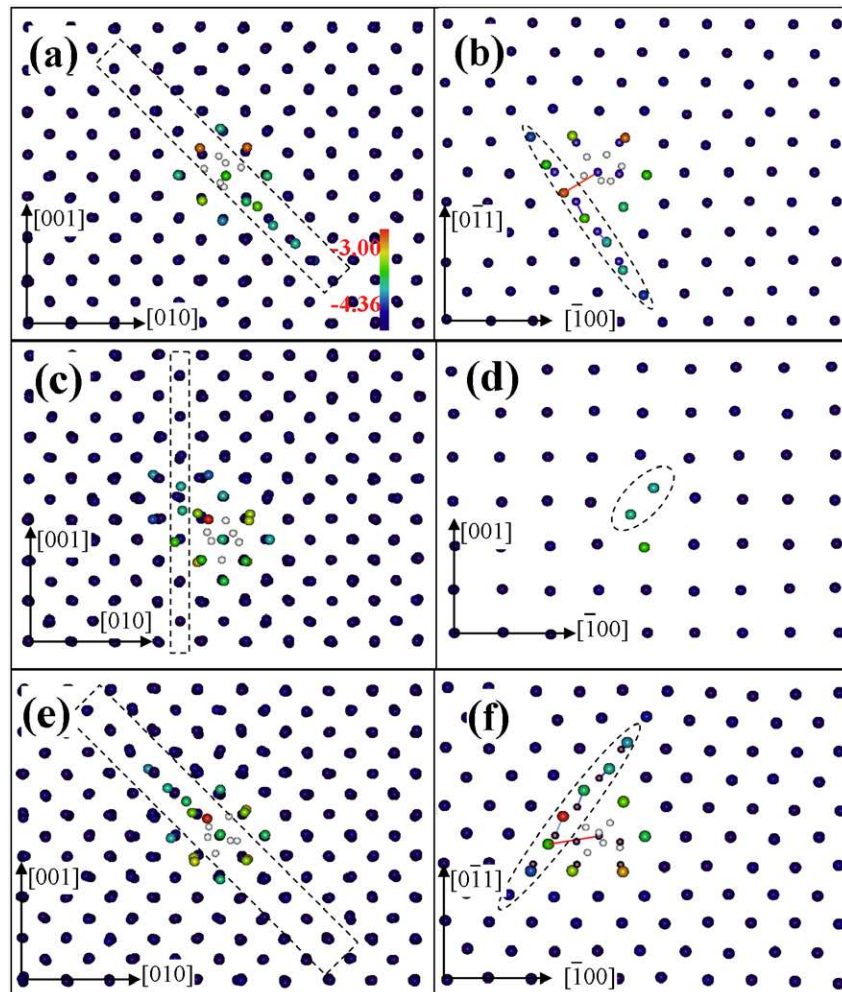 (a)
[001]
[010]
-3.00
-4.36
(b)
[01̄1]
[1̄00]
(c)
[001]
[010]
(d)
[001]
[1̄00]
(e)
[001]
[010]
(f)
[01̄1]
[1̄00]